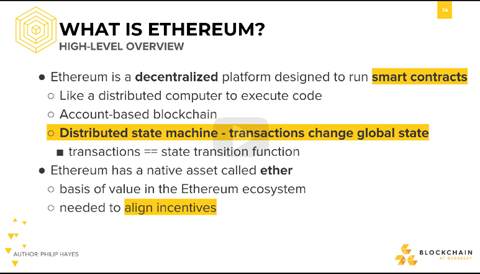 34
WHAT IS ETHEREUM?
HIGH-LEVEL OVERVIEW
● Ethereum is a decentralized platform designed to run smart contracts
○ Like a distributed computer to execute code
○ Account-based blockchain
○ Distributed state machine - transactions change global state
■ transactions == state transition function
● Ethereum has a native asset called ether
○ basis of value in the Ethereum ecosystem
○ needed to align incentives
AUTHOR: PHILIP HAYES
BLOCKCHAIN
AT BERKELEY